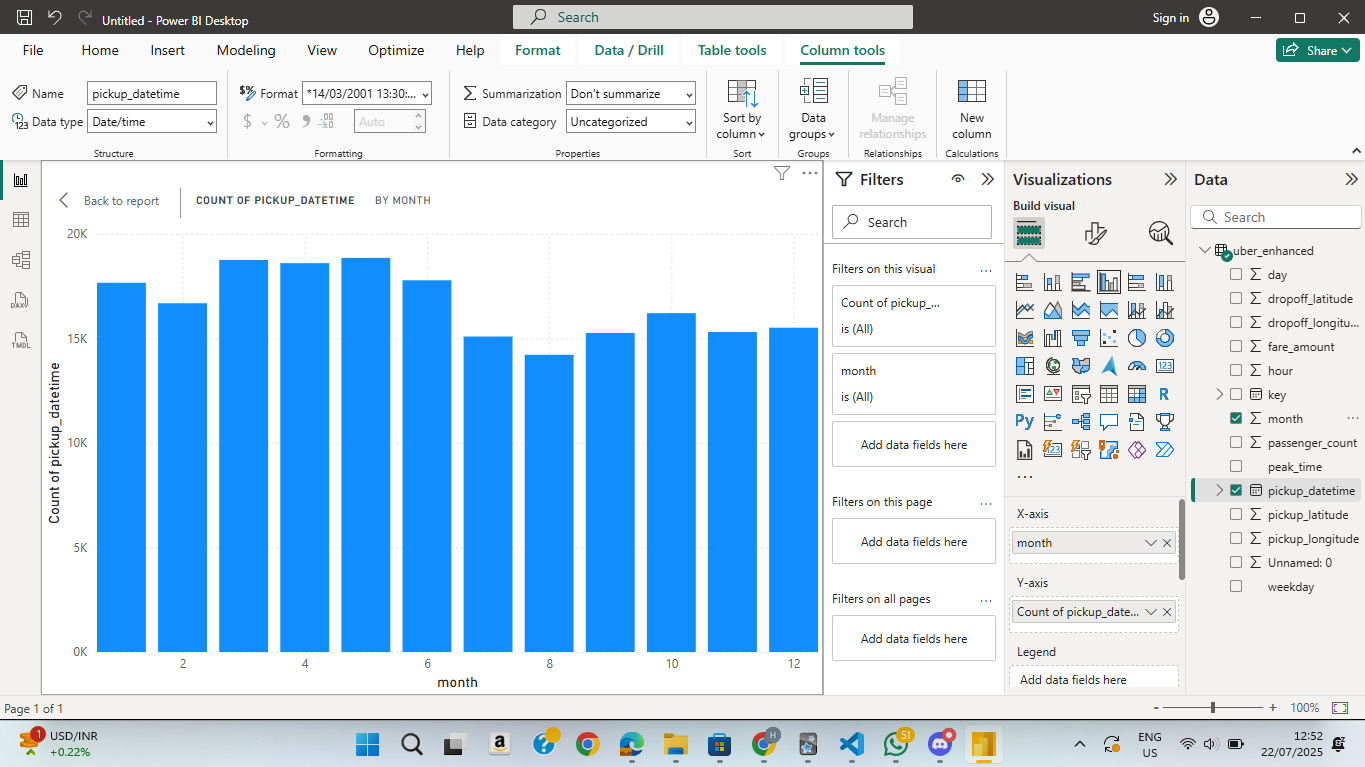 Untitled - Power BI Desktop
Search
Sign in
File Home Insert Modeling View Optimize Help Format Data / Drill Table tools Column tools Share
Name pickup_datetime
Data type Date/time
Structure
$% Format *14/03/2001 13:30:...
$ % 9 .00 Auto
Formatting
Summarization Don't summarize
Data category Uncategorized
Properties
Sort by
column
Sort
Data
groups
Groups
Manage
relationships
Relationships
New
column
Calculations
Back to report
COUNT OF PICKUP_DATETIME BY MONTH
20K
15K
10K
5K
0K
Count of pickup_datetime
2 4 6 8 10 12
month
Filters
Search
Filters on this visual ...
Count of pickup_...
is (All)
month
is (All)
Add data fields here
Filters on this page ...
Add data fields here
Filters on all pages ...
Add data fields here
Visualizations
Build visual
123
R
Py
123
...
X-axis
month
Y-axis
Count of pickup_date...
Legend
Add data fields here
Data
Search
uber_enhanced
day
dropoff_latitude
dropoff_longitu...
fare_amount
hour
key
month ...
passenger_count
peak_time
pickup_datetime
pickup_latitude
pickup_longitude
Unnamed: 0
weekday
DAX
TMDL
Page 1 of 1
- + 100%
1
USD/INR
+0.22%
a
?
H
51
ENG
US
12:52
22/07/2025